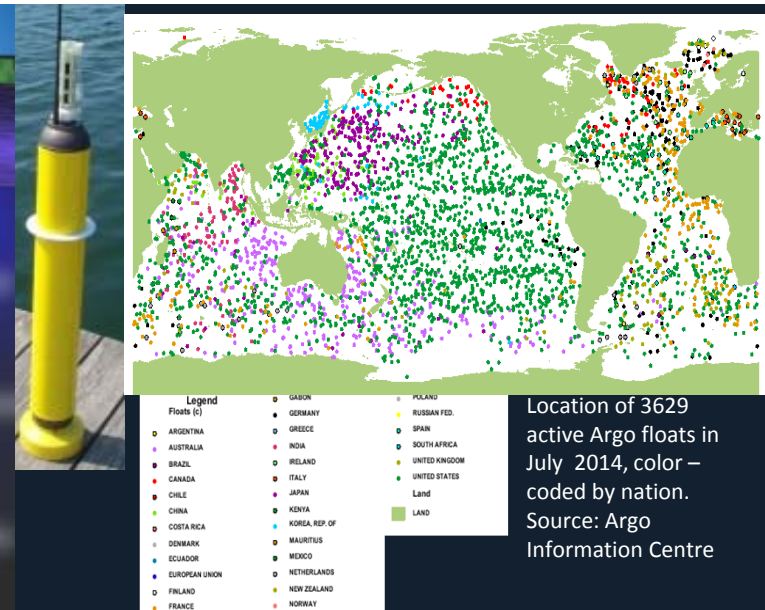 Legend
Floats (c)
ARGENTINA
AUSTRALIA
BRAZIL
CANADA
CHILE
CHINA
COSTA RICA
DENMARK
ECUADOR
EUROPEAN UNION
FINLAND
FRANCE
GABON
GERMANY
GREECE
INDIA
IRELAND
ITALY
JAPAN
KENYA
KOREA, REP. OF
MAURITIUS
MEXICO
NETHERLANDS
NEW ZEALAND
NORWAY
POLAND
RUSSIAN FED.
SPAIN
SOUTH AFRICA
UNITED KINGDOM
UNITED STATES
Land
LAND
Location of 3629
active Argo floats in
July 2014, color –
coded by nation.
Source: Argo
Information Centre